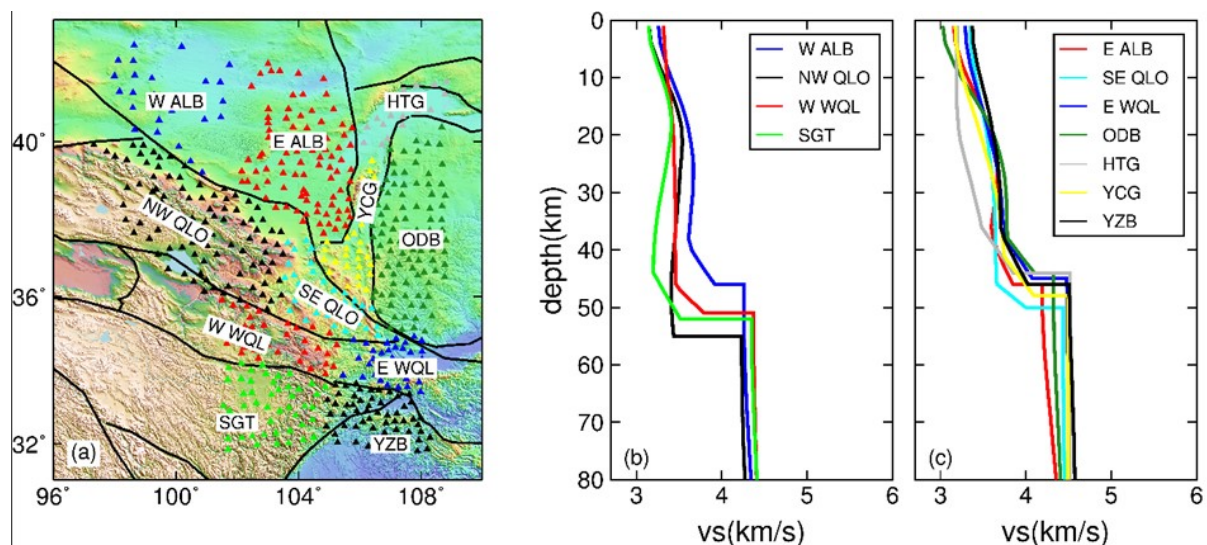 W ALB
HTG
E ALB
40°
YCG
NW QLO
ODB
36°
SE QLO
W WQL
E WQL
SGT
32°
(a)
YZB
96° 100° 104° 108°
0
10
20
30
40
50
60
70
80
depth(km)
W ALB
NW QLO
W WQL
SGT
(b)
3 4 5 6
vs(km/s)
E ALB
SE QLO
E WQL
ODB
HTG
YCG
YZB
(c)
3 4 5 6
vs(km/s)